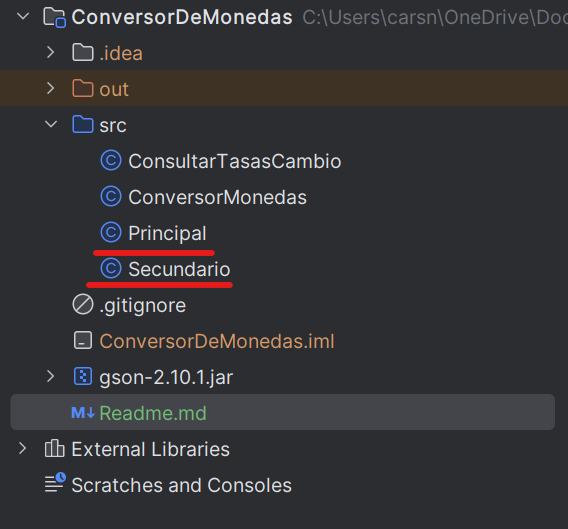 ConversorDeMonedas C:\Users\carsn\OneDrive\Doc
.idea
out
src
ConsultarTasasCambio
ConversorMonedas
Principal
Secundario
.gitignore
ConversorDeMonedas.iml
gson-2.10.1.jar
M↓ Readme.md
External Libraries
Scratches and Consoles